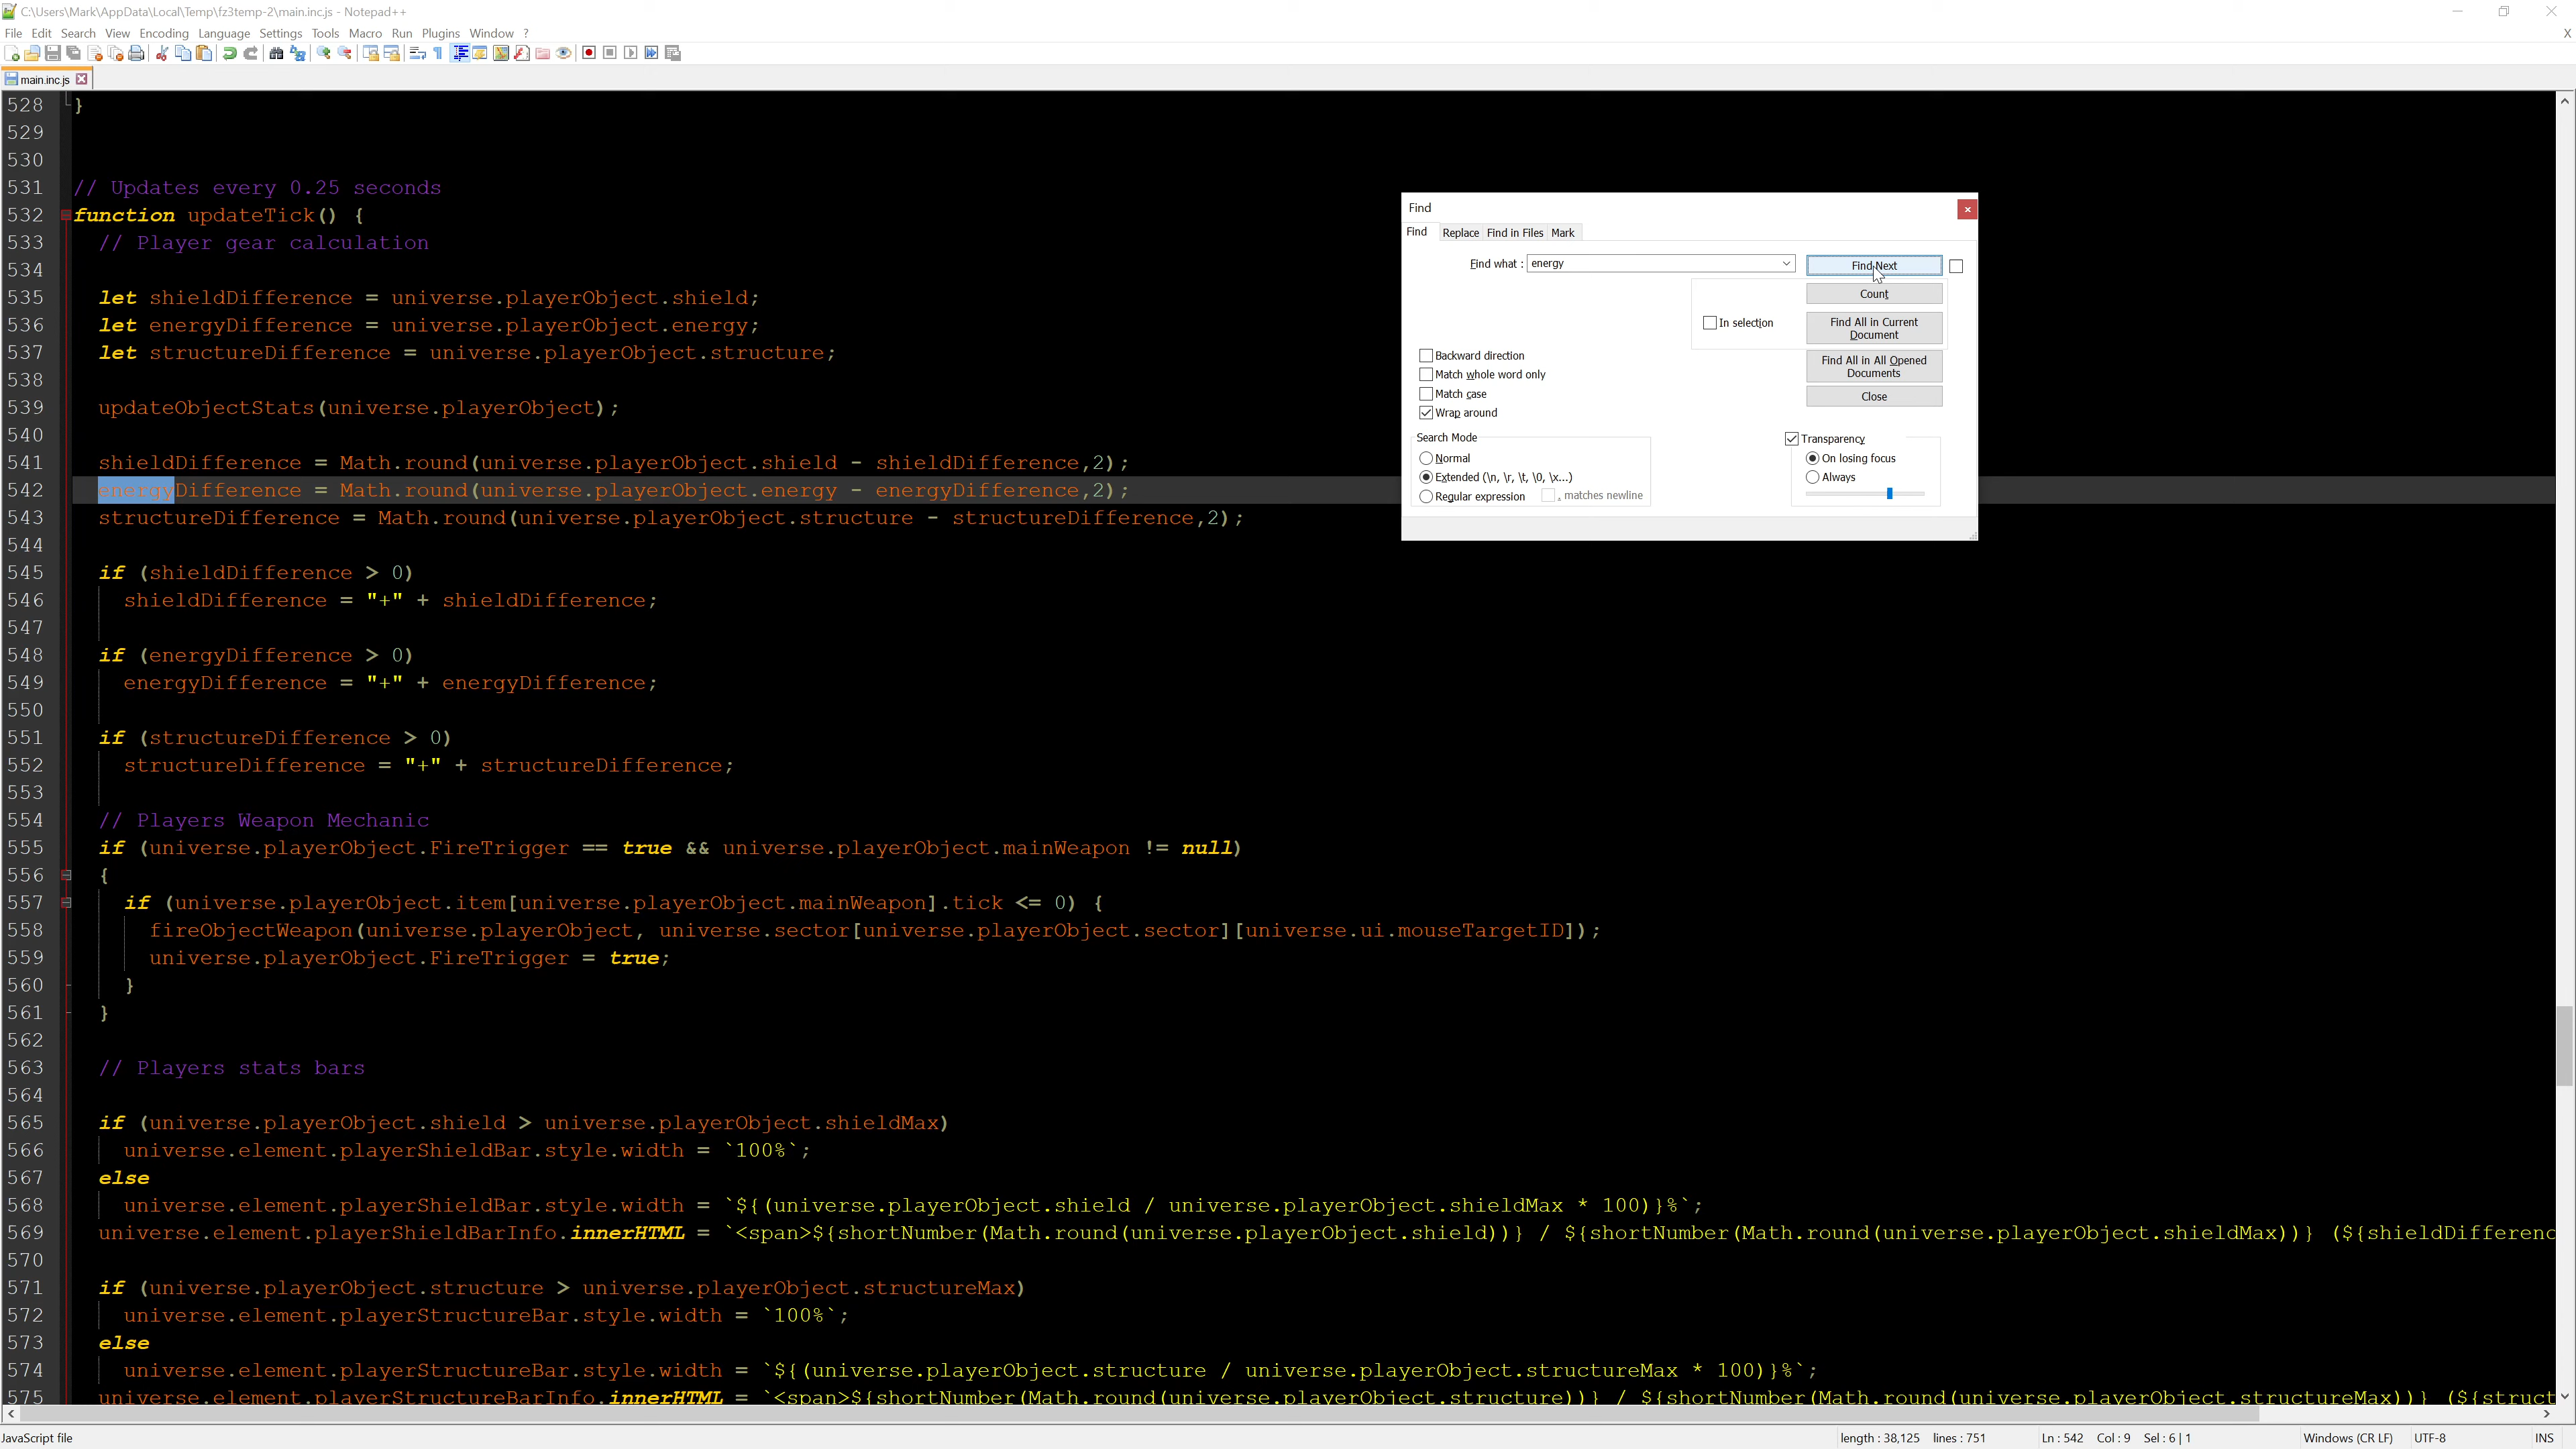 C:\Users\Mark\AppData\Local\Temp\fz3temp-2\main.inc.js - Notepad++
File Edit Search View Encoding Language Settings Tools Macro Run Plugins Window ? X
main.inc.js
528 }
529
530
531 // Updates every 0.25 seconds
532 function updateTick() {
533 // Player gear calculation
534
535 let shieldDifference = universe.playerObject.shield;
536 let energyDifference = universe.playerObject.energy;
537 let structureDifference = universe.playerObject.structure;
538
539 updateObjectStats(universe.playerObject);
540
541 shieldDifference = Math.round(universe.playerObject.shield - shieldDifference,2);
542 energyDifference = Math.round(universe.playerObject.energy - energyDifference,2);
543 structureDifference = Math.round(universe.playerObject.structure - structureDifference,2);
544
545 if (shieldDifference > 0)
546 shieldDifference = "+" + shieldDifference;
547
548 if (energyDifference > 0)
549 energyDifference = "+" + energyDifference;
550
551 if (structureDifference > 0)
552 structureDifference = "+" + structureDifference;
553
554 // Players Weapon Mechanic
555 if (universe.playerObject.FireTrigger == true && universe.playerObject.mainWeapon != null)
556 {
557 if (universe.playerObject.item[universe.playerObject.mainWeapon].tick <= 0) {
558 fireObjectWeapon(universe.playerObject, universe.sector[universe.playerObject.sector][universe.ui.mouseTargetID]);
559 universe.playerObject.FireTrigger = true;
560 }
561 }
562
563 // Players stats bars
564
565 if (universe.playerObject.shield > universe.playerObject.shieldMax)
566 universe.element.playerShieldBar.style.width = `100%`;
567 else
568 universe.element.playerShieldBar.style.width = `${(universe.playerObject.shield / universe.playerObject.shieldMax * 100)}%`;
569 universe.element.playerShieldBarInfo.innerHTML = `<span>${shortNumber(Math.round(universe.playerObject.shield))} / ${shortNumber(Math.round(universe.playerObject.shieldMax))} (${shieldDifferenc
570
571 if (universe.playerObject.structure > universe.playerObject.structureMax)
572 universe.element.playerStructureBar.style.width = `100%`;
573 else
574 universe.element.playerStructureBar.style.width = `${(universe.playerObject.structure / universe.playerObject.structureMax * 100)}%`;
575 universe.element.playerStructureBarInfo.innerHTML = `<span>${shortNumber(Math.round(universe.playerObject.structure))} / ${shortNumber(Math.round(universe.playerObject.structureMax))} (${struct
Find
Find Replace Find in Files Mark
Find what : energy Find Next
Count
In selection
Find All in Current
Document
Find All in All Opened
Documents
Close
Backward direction
Match whole word only
Match case
Wrap around
Search Mode
Normal
Extended (\n, \r, \t, \0, \x...)
Regular expression . matches newline
Transparency
On losing focus
Always
JavaScript file length : 38,125 lines : 751 Ln : 542 Col : 9 Sel : 6 | 1 Windows (CR LF) UTF-8 INS